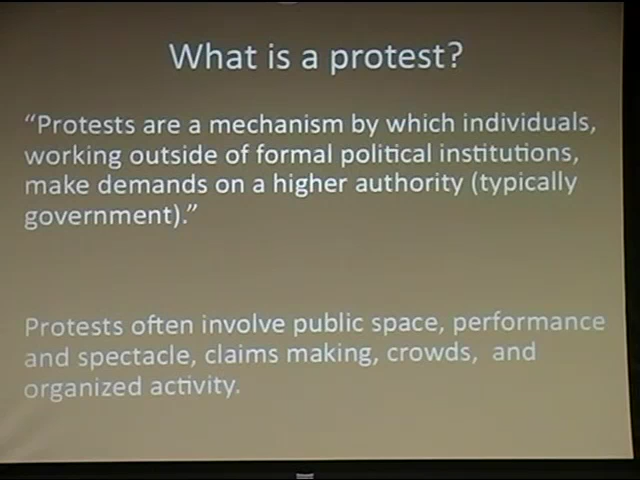 What is a protest?
“Protests are a mechanism by which individuals,
working outside of formal political institutions,
make demands on a higher authority (typically
government).”
Protests often involve public space, performance
and spectacle, claims making, crowds, and
organized activity.